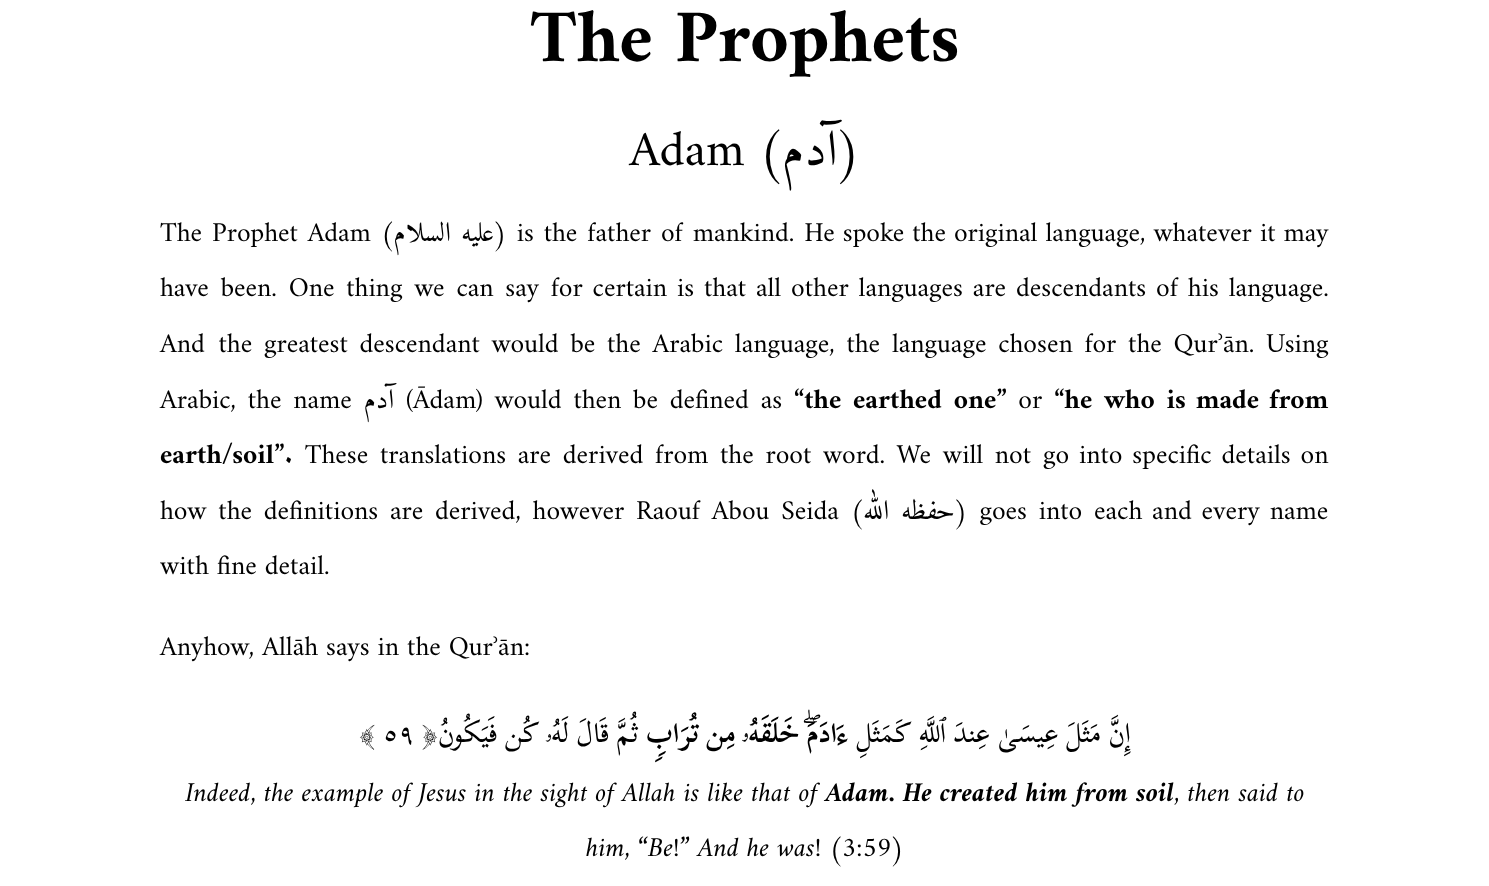 The Prophets
Adam (آدم)
The Prophet Adam (عليه السلام) is the father of mankind. He spoke the original language, whatever it may
have been. One thing we can say for certain is that all other languages are descendants of his language.
And the greatest descendant would be the Arabic language, the language chosen for the Qurʾān. Using
Arabic, the name آدم (Ādam) would then be defined as “the earthed one” or “he who is made from
earth/soil”. These translations are derived from the root word. We will not go into specific details on
how the definitions are derived, however Raouf Abou Seida (حفظه الله) goes into each and every name
with fine detail.
Anyhow, Allāh says in the Qurʾān:
إِنَّ مَثَلَ عِيسَىٰ عِندَ ٱللَّهِ كَمَثَلِ ءَادَمَ ۖ خَلَقَهُۥ مِن تُرَابٍۢ ثُمَّ قَالَ لَهُۥ كُن فَيَكُونُ ﴿٥٩﴾
Indeed, the example of Jesus in the sight of Allah is like that of Adam. He created him from soil, then said to
him, “Be!” And he was! (3:59)